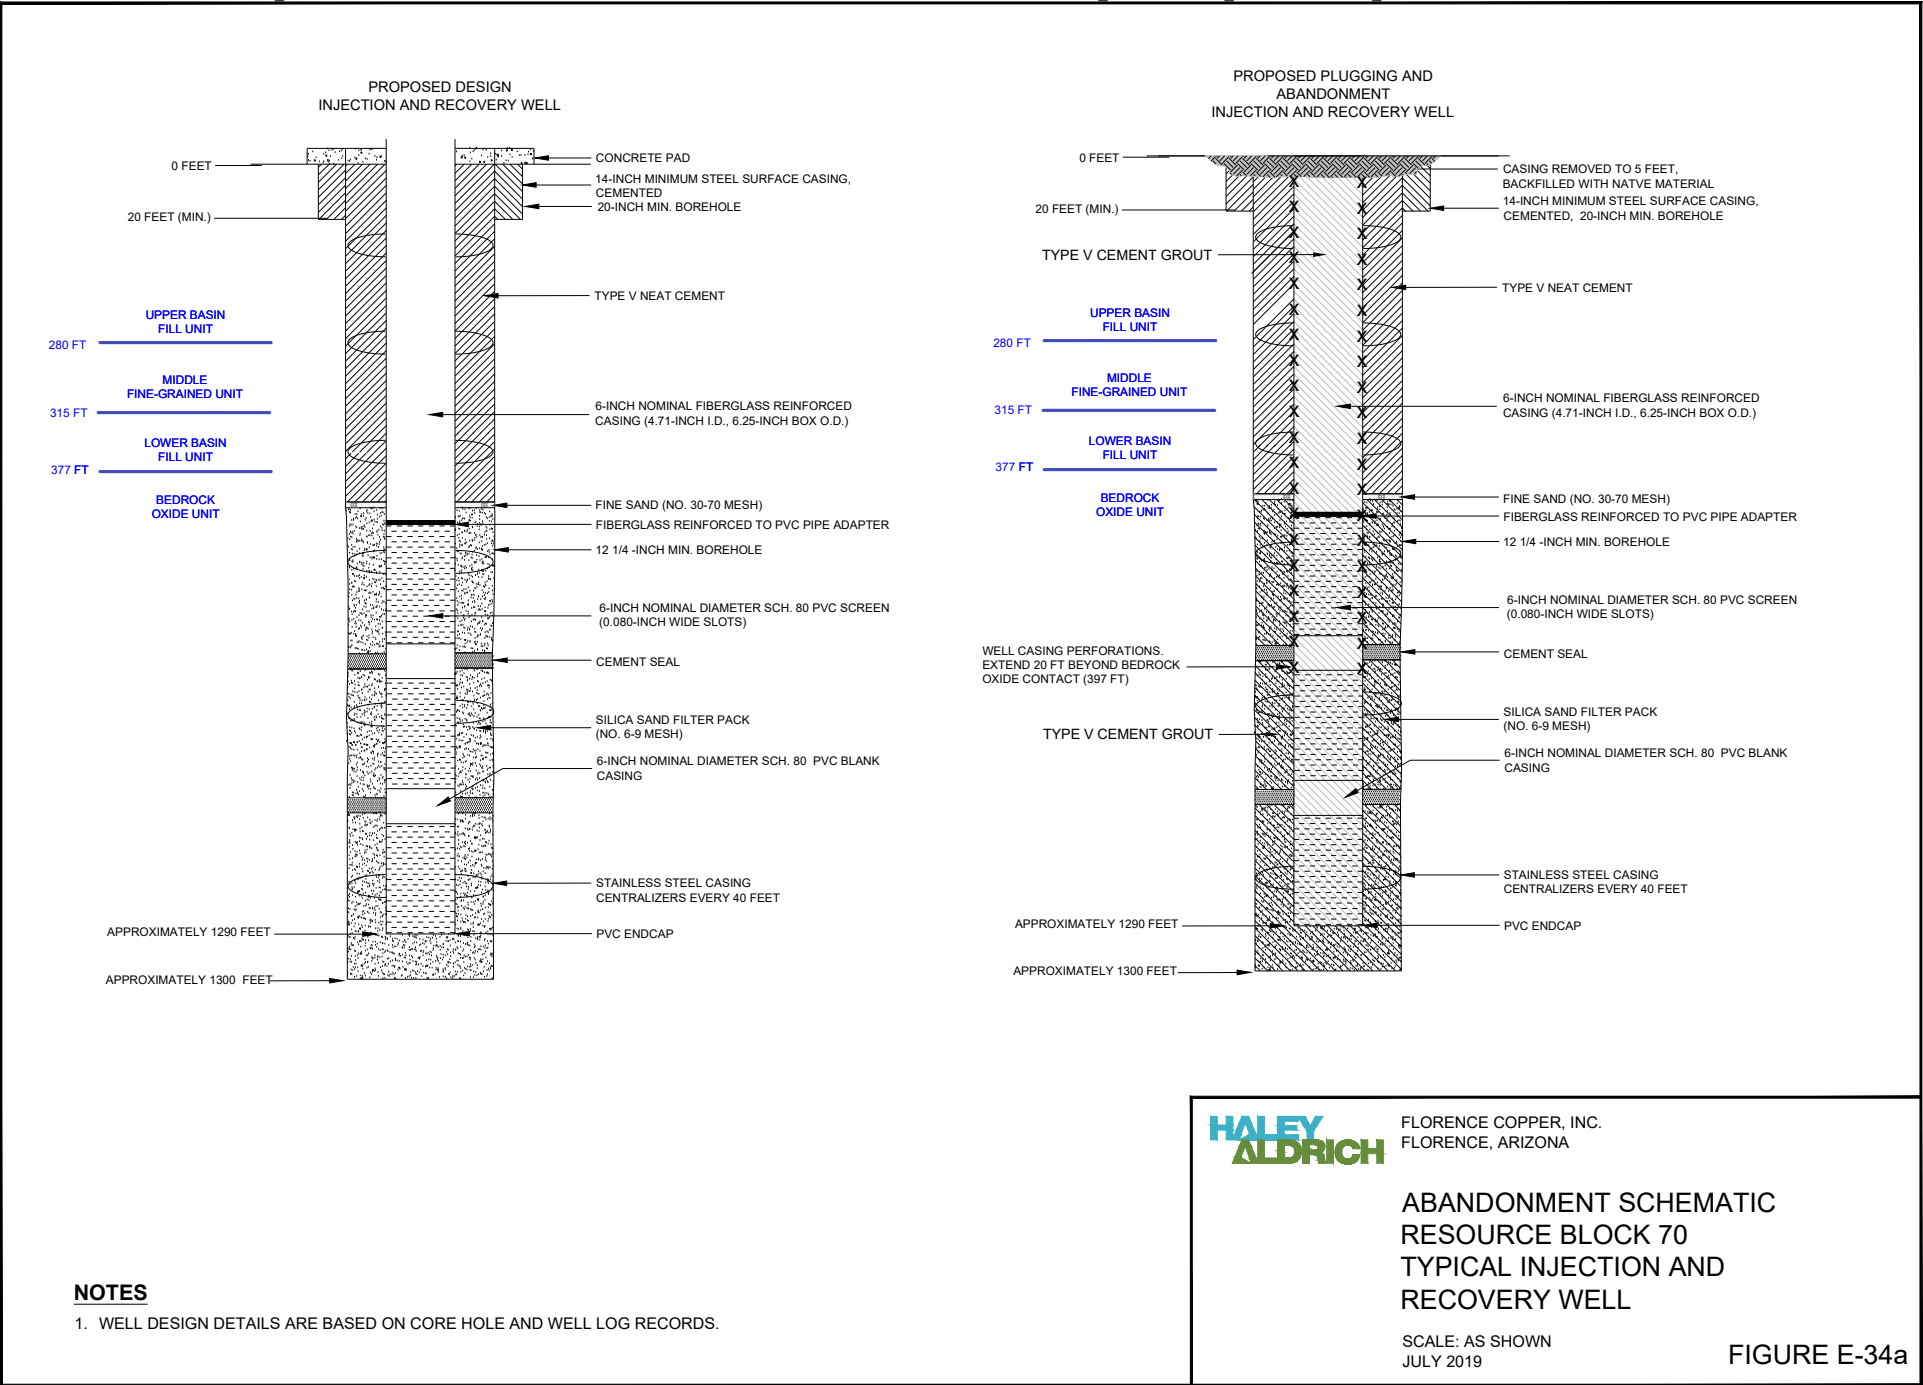 PROPOSED DESIGN
INJECTION AND RECOVERY WELL
0 FEET
20 FEET (MIN.)
CONCRETE PAD
14-INCH MINIMUM STEEL SURFACE CASING,
CEMENTED
20-INCH MIN. BOREHOLE
TYPE V NEAT CEMENT
UPPER BASIN
FILL UNIT
280 FT
MIDDLE
FINE-GRAINED UNIT
315 FT
LOWER BASIN
FILL UNIT
377 FT
BEDROCK
OXIDE UNIT
6-INCH NOMINAL FIBERGLASS REINFORCED
CASING (4.71-INCH I.D., 6.25-INCH BOX O.D.)
FINE SAND (NO. 30-70 MESH)
FIBERGLASS REINFORCED TO PVC PIPE ADAPTER
12 1/4 -INCH MIN. BOREHOLE
6-INCH NOMINAL DIAMETER SCH. 80 PVC SCREEN
(0.080-INCH WIDE SLOTS)
CEMENT SEAL
SILICA SAND FILTER PACK
(NO. 6-9 MESH)
6-INCH NOMINAL DIAMETER SCH. 80 PVC BLANK
CASING
STAINLESS STEEL CASING
CENTRALIZERS EVERY 40 FEET
APPROXIMATELY 1290 FEET
PVC ENDCAP
APPROXIMATELY 1300 FEET
PROPOSED PLUGGING AND
ABANDONMENT
INJECTION AND RECOVERY WELL
0 FEET
20 FEET (MIN.)
CASING REMOVED TO 5 FEET,
BACKFILLED WITH NATVE MATERIAL
14-INCH MINIMUM STEEL SURFACE CASING,
CEMENTED, 20-INCH MIN. BOREHOLE
TYPE V CEMENT GROUT
TYPE V NEAT CEMENT
UPPER BASIN
FILL UNIT
280 FT
MIDDLE
FINE-GRAINED UNIT
315 FT
LOWER BASIN
FILL UNIT
377 FT
BEDROCK
OXIDE UNIT
6-INCH NOMINAL FIBERGLASS REINFORCED
CASING (4.71-INCH I.D., 6.25-INCH BOX O.D.)
FINE SAND (NO. 30-70 MESH)
FIBERGLASS REINFORCED TO PVC PIPE ADAPTER
12 1/4 -INCH MIN. BOREHOLE
6-INCH NOMINAL DIAMETER SCH. 80 PVC SCREEN
(0.080-INCH WIDE SLOTS)
WELL CASING PERFORATIONS.
EXTEND 20 FT BEYOND BEDROCK
OXIDE CONTACT (397 FT)
CEMENT SEAL
TYPE V CEMENT GROUT
SILICA SAND FILTER PACK
(NO. 6-9 MESH)
6-INCH NOMINAL DIAMETER SCH. 80 PVC BLANK
CASING
STAINLESS STEEL CASING
CENTRALIZERS EVERY 40 FEET
APPROXIMATELY 1290 FEET
PVC ENDCAP
APPROXIMATELY 1300 FEET
NOTES
1. WELL DESIGN DETAILS ARE BASED ON CORE HOLE AND WELL LOG RECORDS.
HALEY
ALDRICH
FLORENCE COPPER, INC.
FLORENCE, ARIZONA
ABANDONMENT SCHEMATIC
RESOURCE BLOCK 70
TYPICAL INJECTION AND
RECOVERY WELL
SCALE: AS SHOWN
JULY 2019
FIGURE E-34a